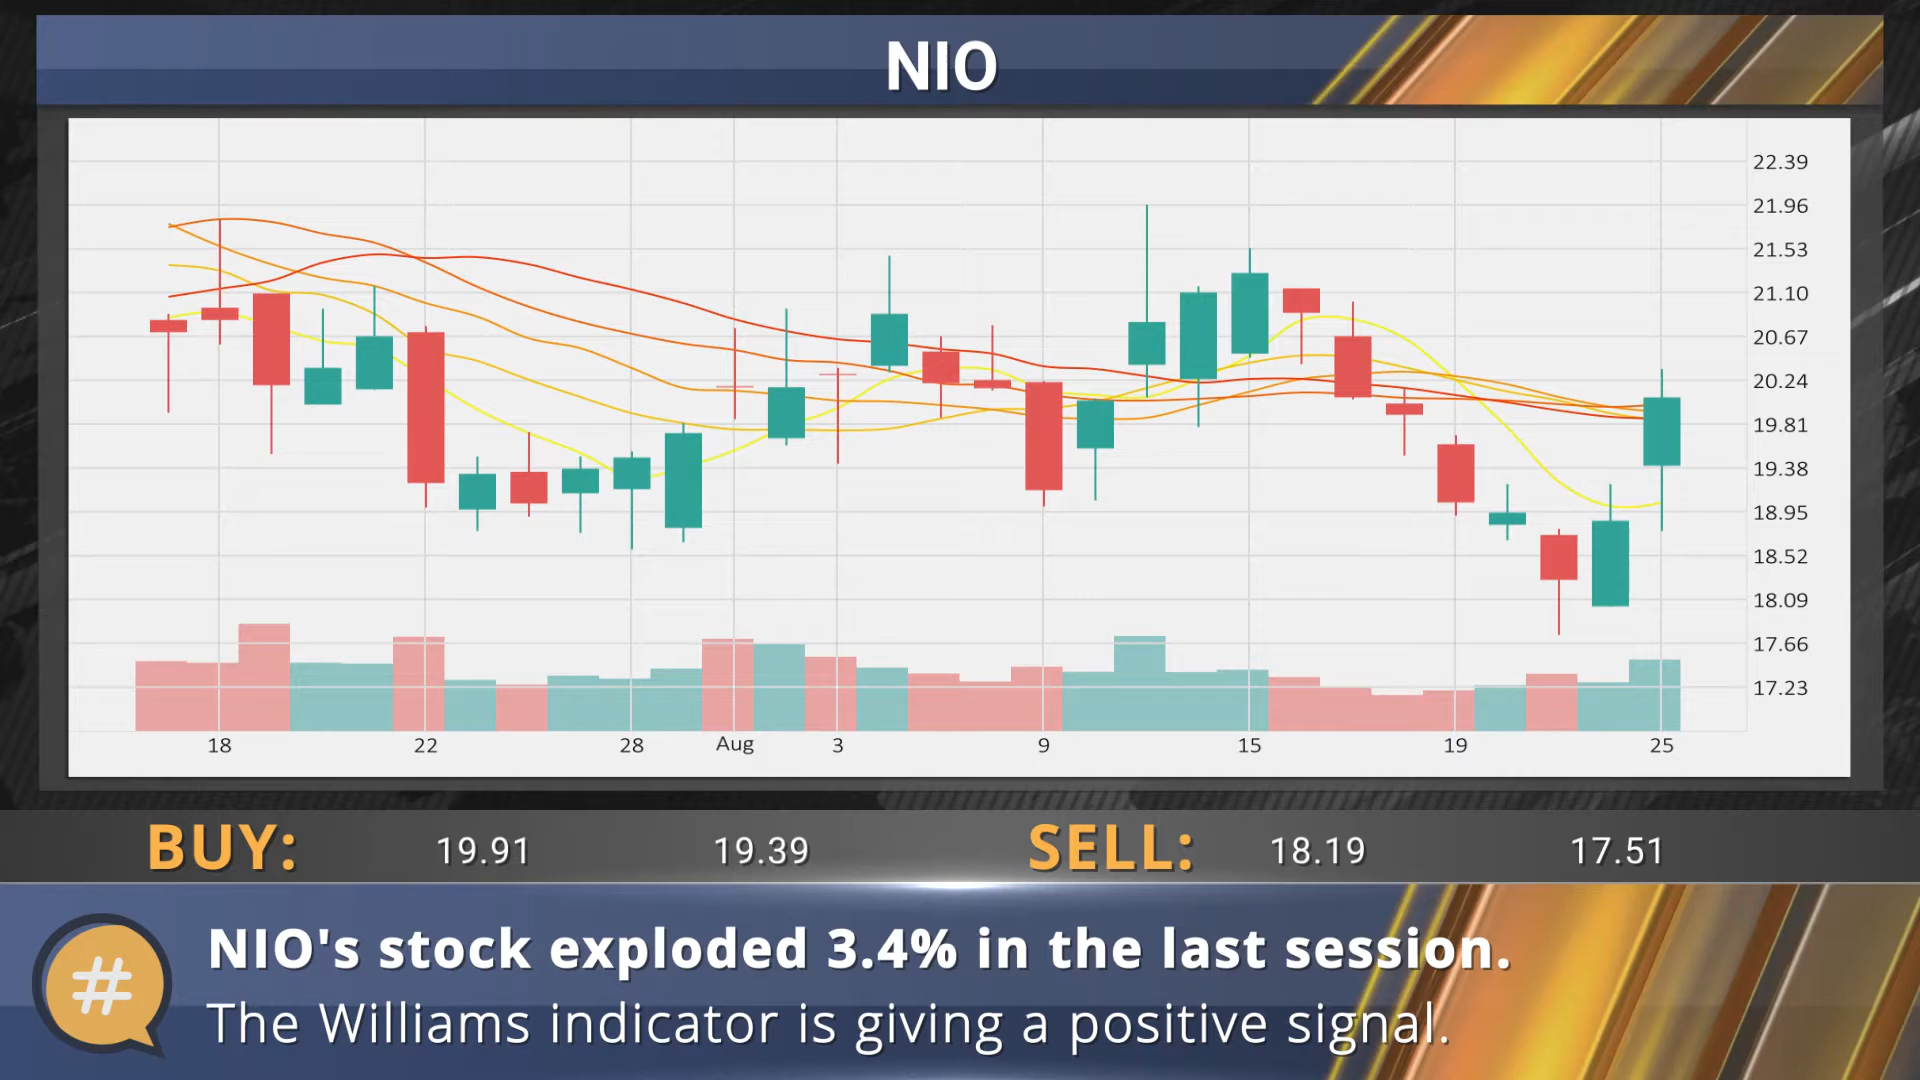 NIO
22.39
21.96
21.53
21.10
20.67
20.24
19.81
19.38
18.95
18.52
18.09
17.66
17.23
18 22 28 Aug 3 9 15 19 25
BUY: 19.91 19.39 SELL: 18.19 17.51
#
NIO's stock exploded 3.4% in the last session.
The Williams indicator is giving a positive signal.